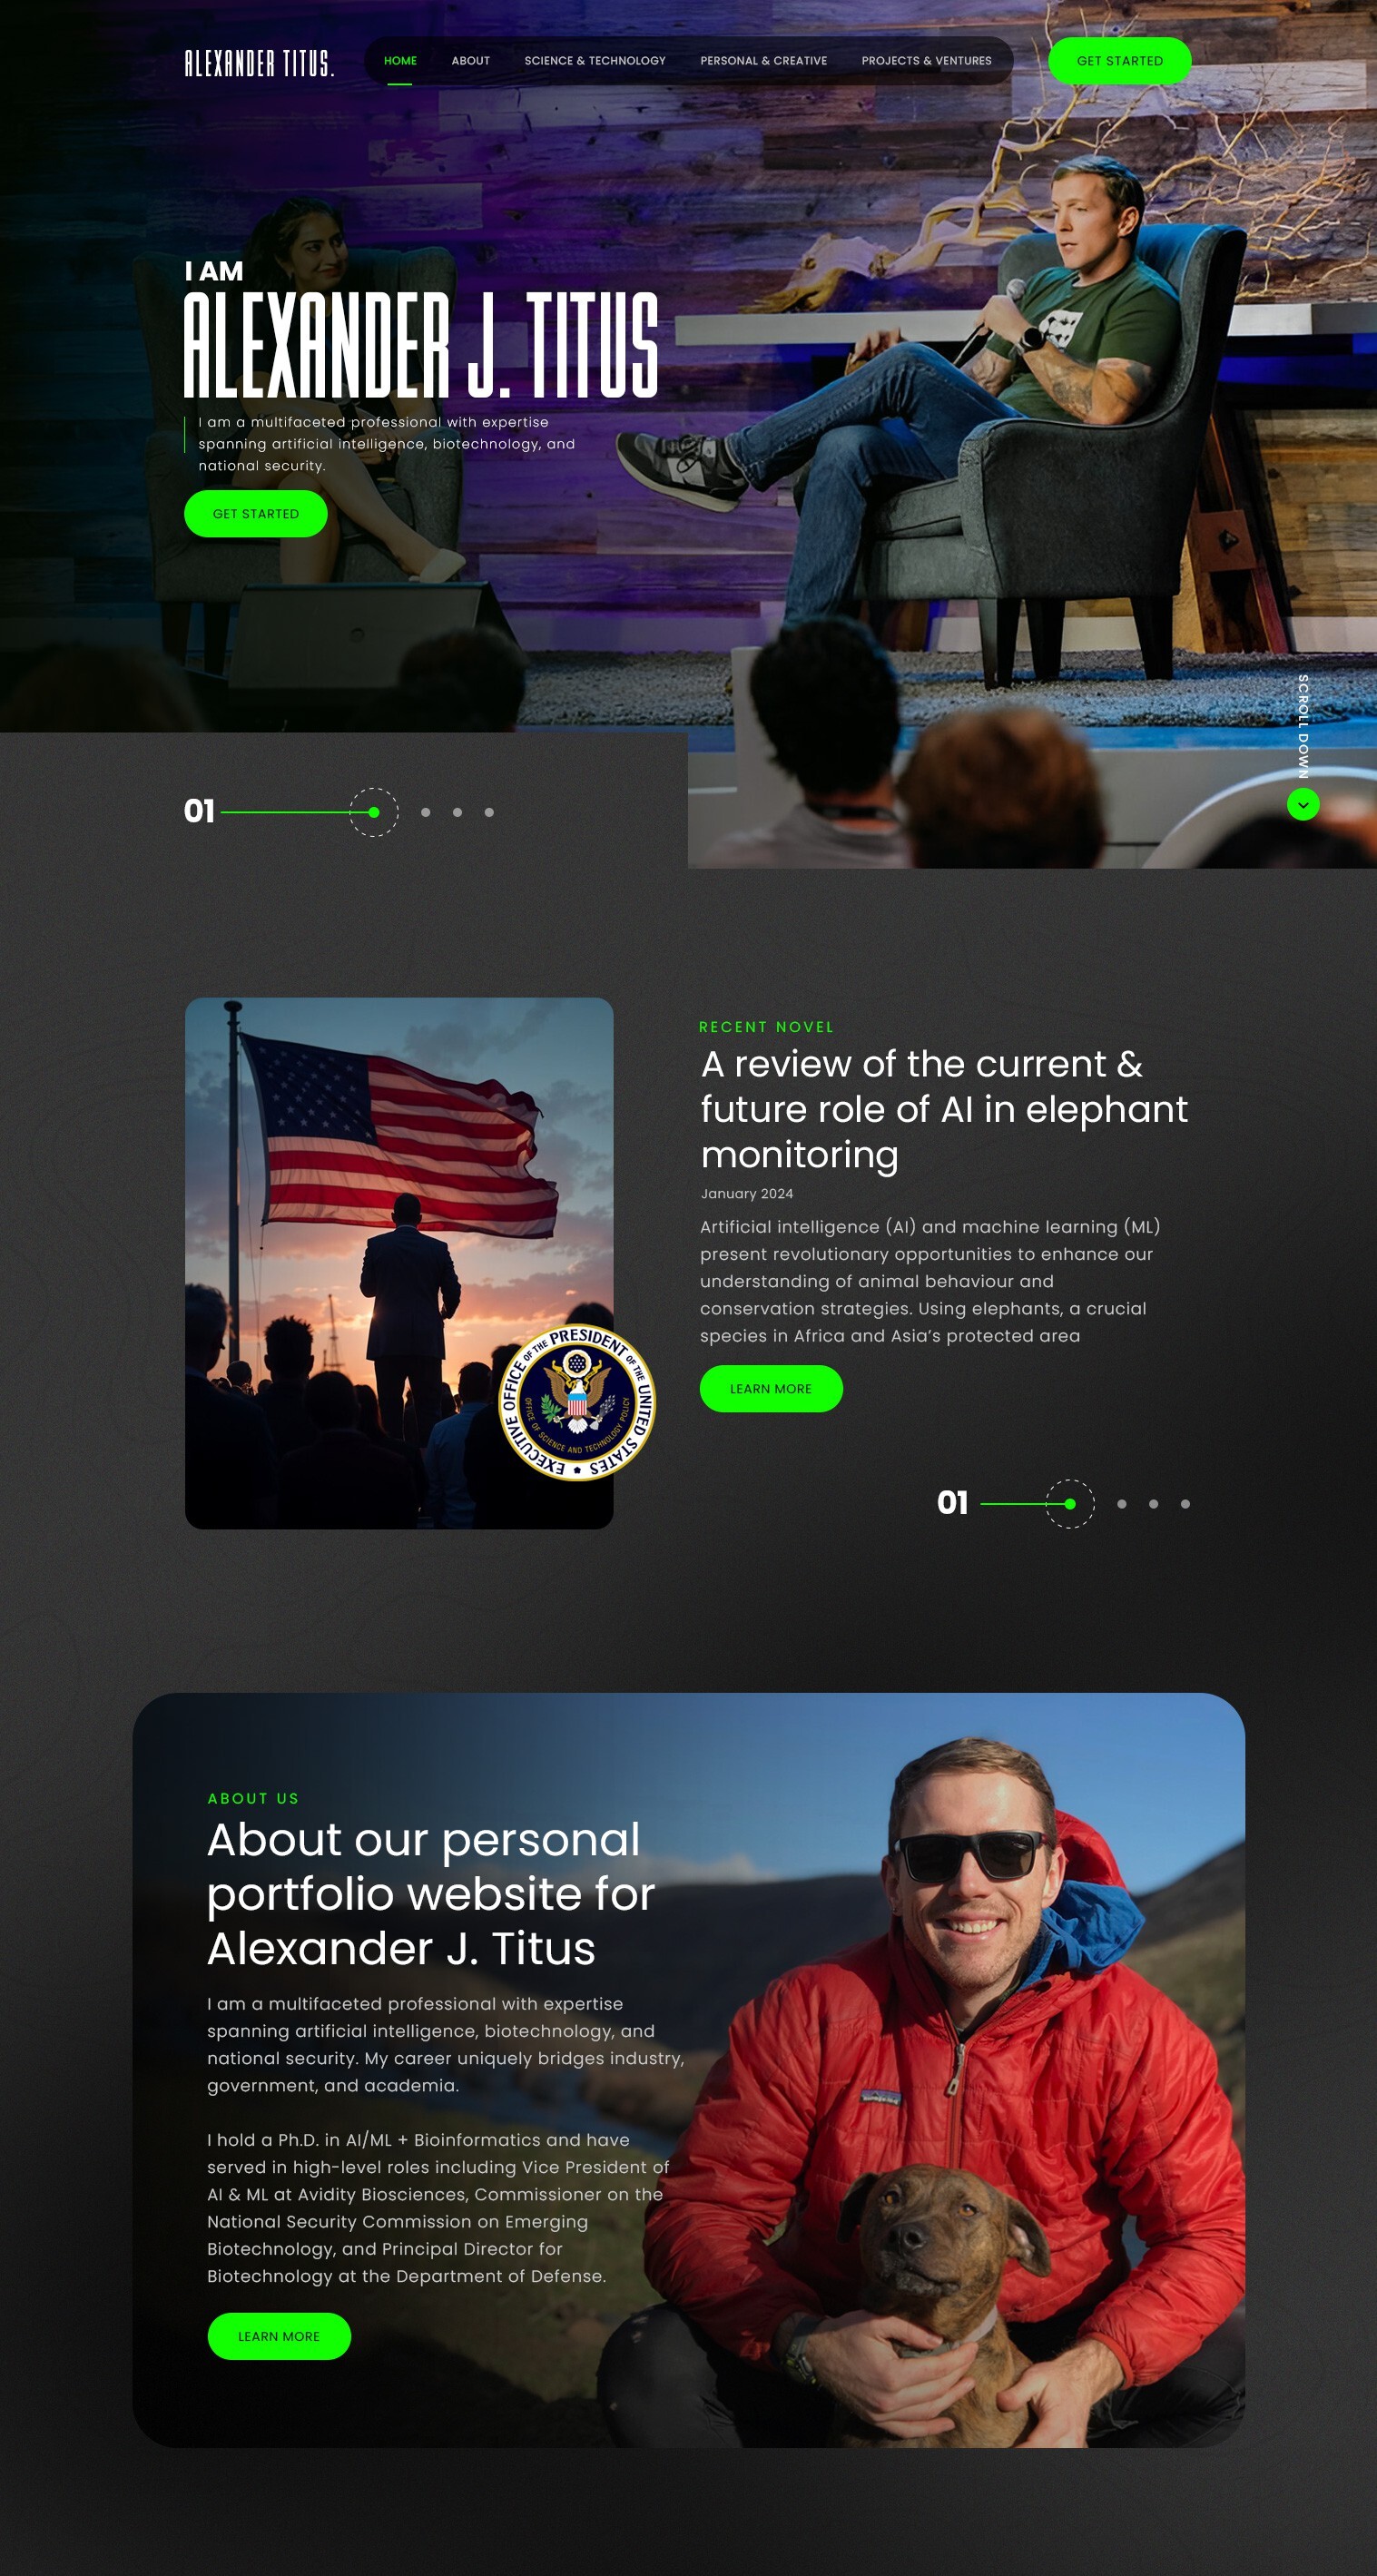 ALEXANDER TITUS.
HOME
ABOUT
SCIENCE & TECHNOLOGY
PERSONAL & CREATIVE
PROJECTS & VENTURES
GET STARTED
I AM
ALEXANDER J. TITUS
I am a multifaceted professional with expertise
spanning artificial intelligence, biotechnology, and
national security.
GET STARTED
SCROLL DOWN
01
RECENT NOVEL
A review of the current &
future role of AI in elephant
monitoring
January 2024
Artificial intelligence (AI) and machine learning (ML)
present revolutionary opportunities to enhance our
understanding of animal behaviour and
conservation strategies. Using elephants, a crucial
species in Africa and Asia's protected area
LEARN MORE
EXECUTIVE OFFICE OF THE PRESIDENT OF THE UNITED STATES
OFFICE OF SCIENCE AND TECHNOLOGY POLICY
01
ABOUT US
About our personal
portfolio website for
Alexander J. Titus
I am a multifaceted professional with expertise
spanning artificial intelligence, biotechnology, and
national security. My career uniquely bridges industry,
government, and academia.
I hold a Ph.D. in AI/ML + Bioinformatics and have
served in high-level roles including Vice President of
AI & ML at Avidity Biosciences, Commissioner on the
National Security Commission on Emerging
Biotechnology, and Principal Director for
Biotechnology at the Department of Defense.
LEARN MORE